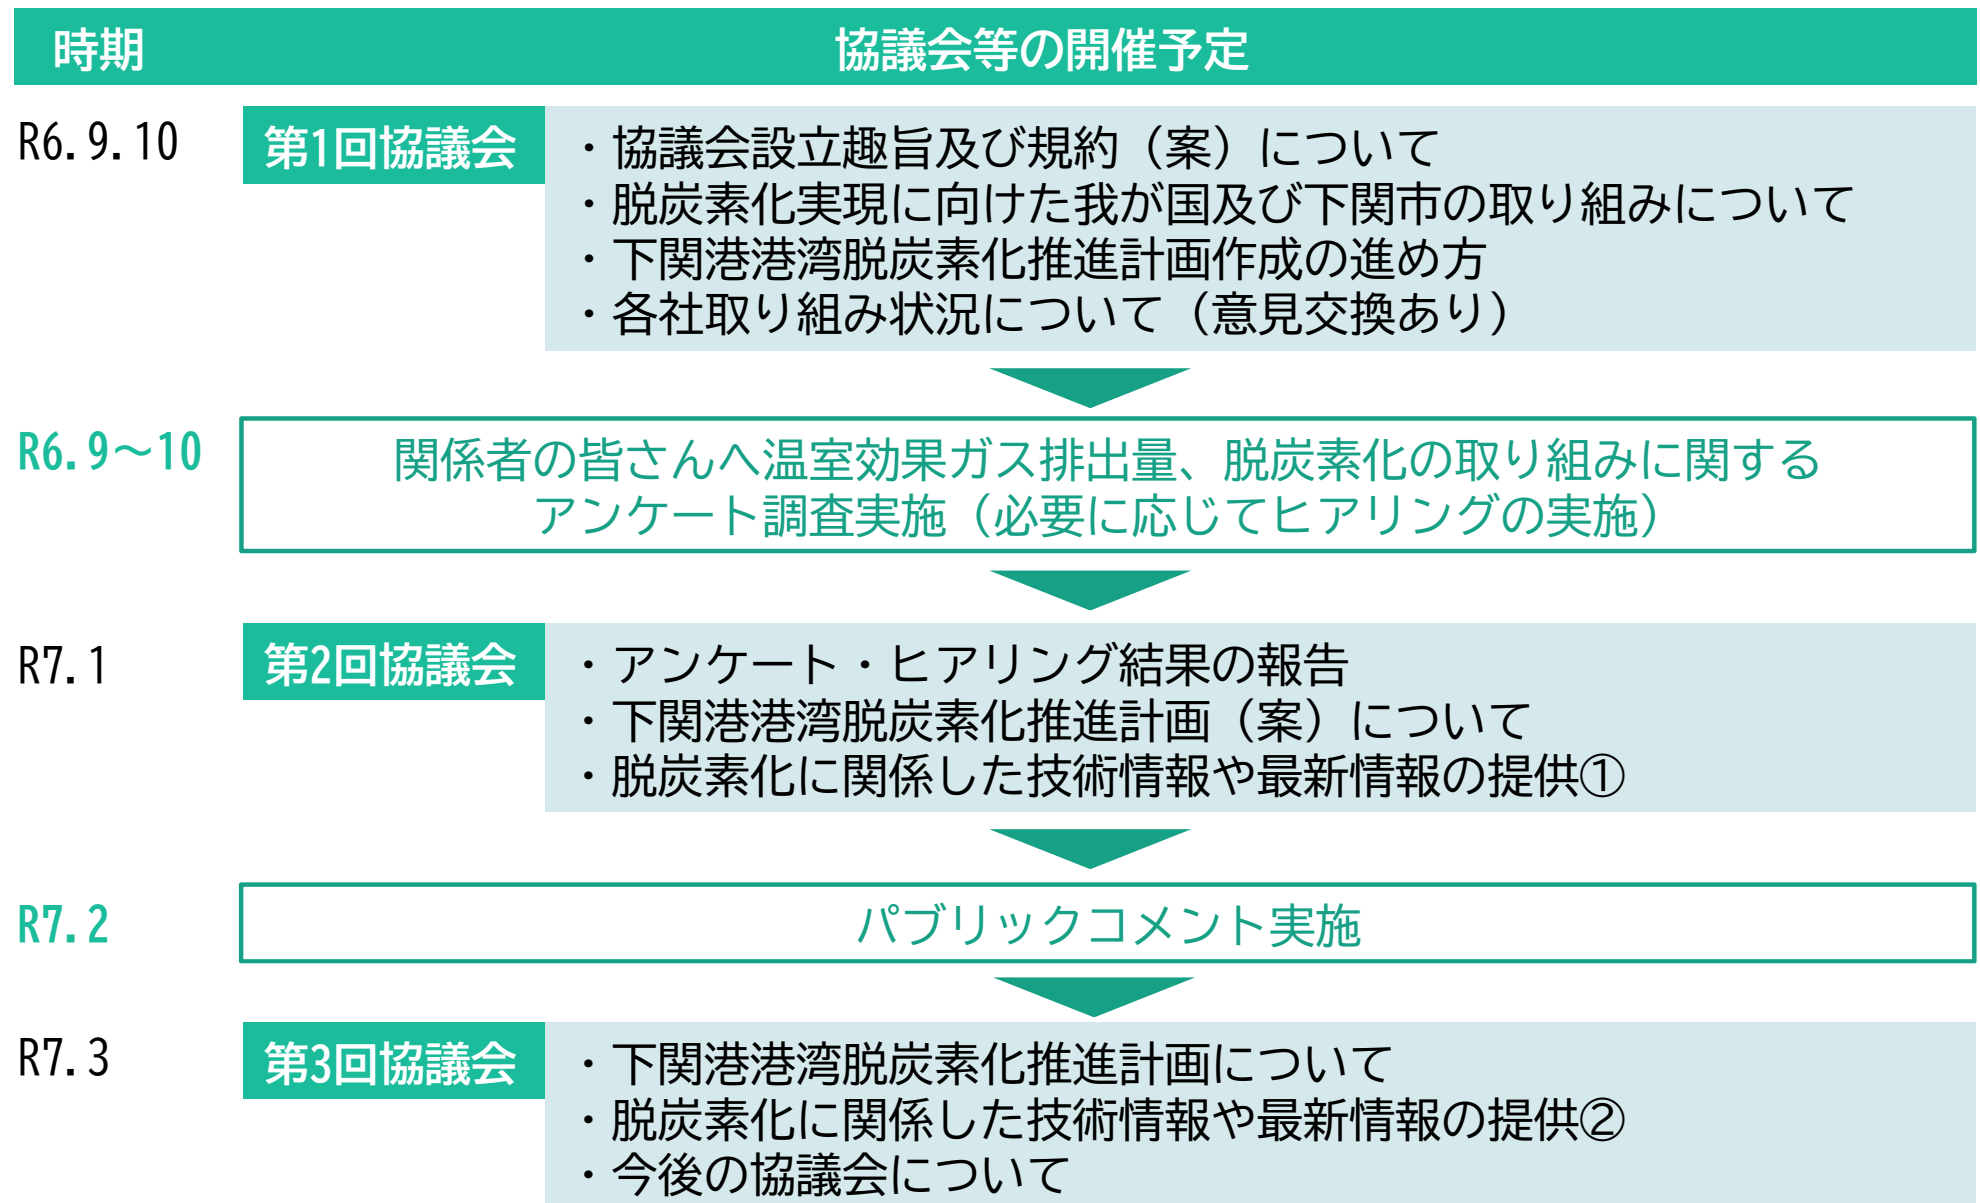 時期
協議会等の開催予定
R6.9.10
第1回協議会
・協議会設立趣旨及び規約（案）について
・脱炭素化実現に向けた我が国及び下関市の取り組みについて
・下関港港湾脱炭素化推進計画作成の進め方
・各社取り組み状況について（意見交換あり）
R6.9～10
関係者の皆さんへ温室効果ガス排出量、脱炭素化の取り組みに関する
アンケート調査実施（必要に応じてヒアリングの実施）
R7.1
第2回協議会
・アンケート・ヒアリング結果の報告
・下関港港湾脱炭素化推進計画（案）について
・脱炭素化に関係した技術情報や最新情報の提供①
R7.2
パブリックコメント実施
R7.3
第3回協議会
・下関港港湾脱炭素化推進計画について
・脱炭素化に関係した技術情報や最新情報の提供②
・今後の協議会について